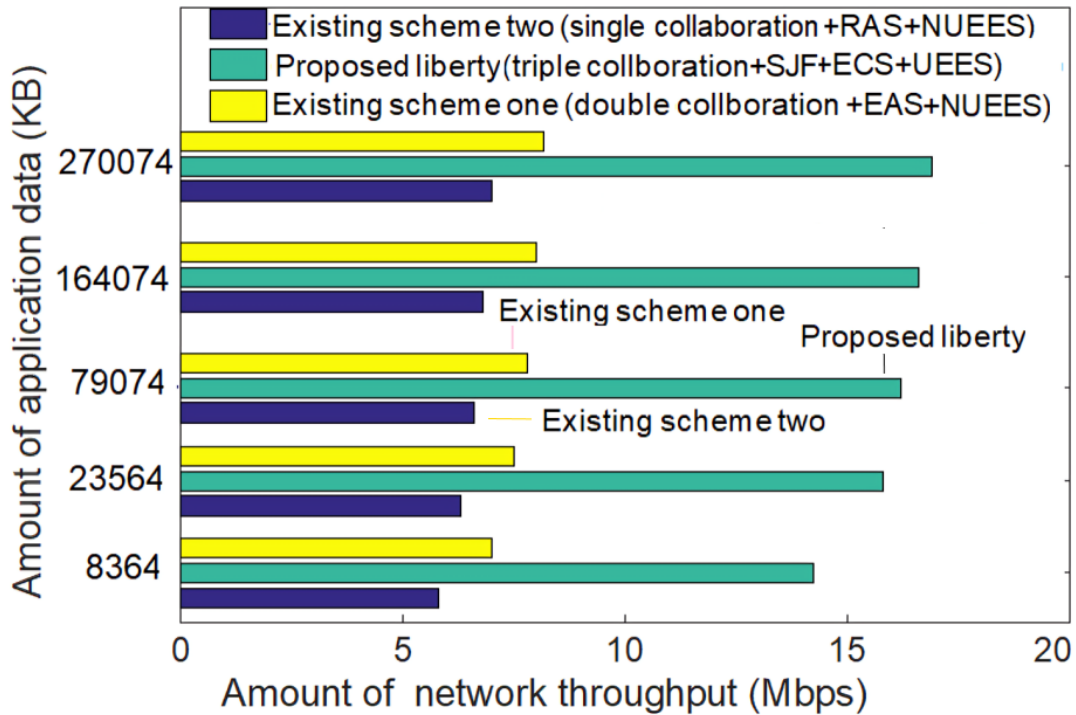 Existing scheme two (single collaboration +RAS+NUEES)
Proposed liberty(triple collboration+SJF+ECS+UEES)
Existing scheme one (double collboration +EAS+NUEES)
Amount of application data (KB)
270074
164074
Existing scheme one
Proposed liberty
79074
Existing scheme two
23564
8364
0 5 10 15 20
Amount of network throughput (Mbps)